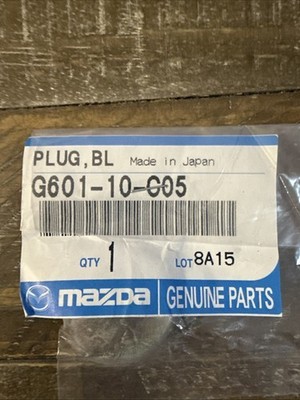 PLUG,BL Made in Japan
G601-10-C05
QTY 1 LOT 8A15
mazda GENUINE PARTS